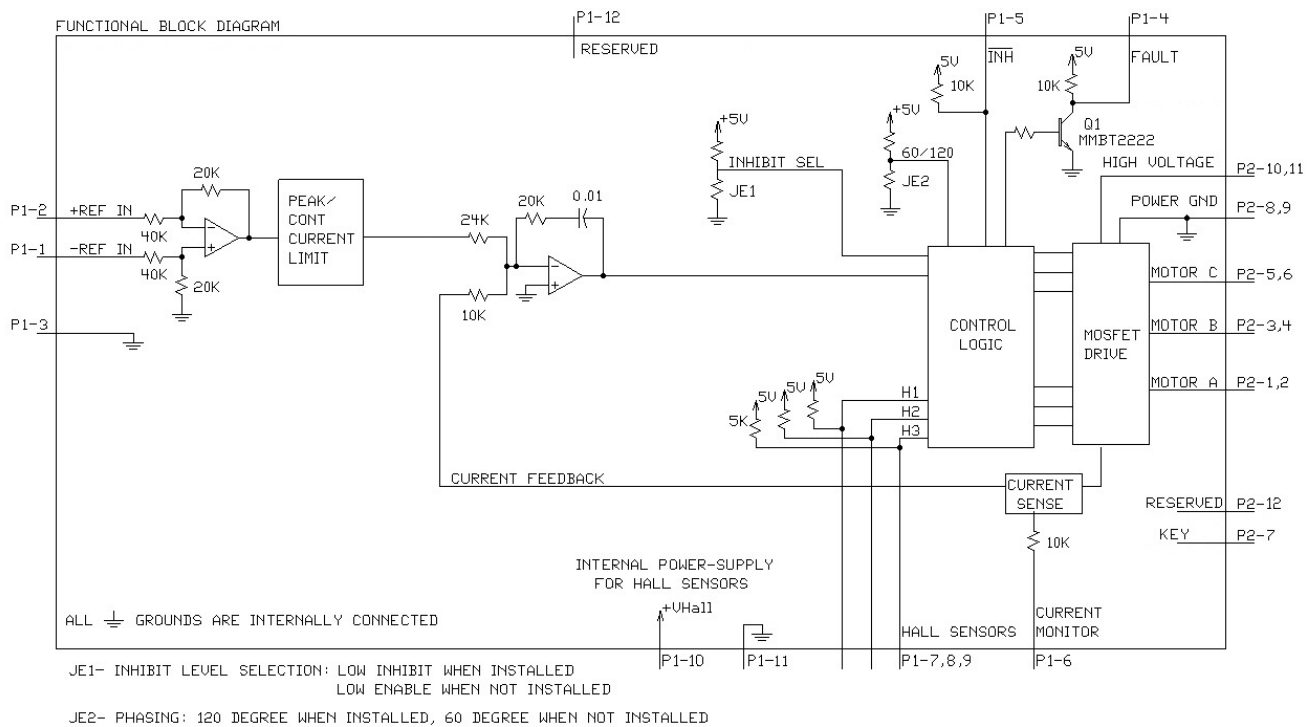 FUNCTIONAL BLOCK DIAGRAM
P1-12
RESERVED
P1-5
INH
P1-4
FAULT
5V
10K
5V
10K
Q1
MMBT2222
+5V
INHIBIT SEL
JE1
+5V
60/120
JE2
HIGH VOLTAGE
P2-10,11
POWER GND
P2-8,9
P1-2
+REF IN
40K
20K
P1-1
-REF IN
40K
20K
PEAK/
CONT
CURRENT
LIMIT
24K
20K
0.01
10K
P1-3
CONTROL
LOGIC
MOSFET
DRIVE
MOTOR C
P2-5,6
MOTOR B
P2-3,4
MOTOR A
P2-1,2
5V
5V
5V
5K
H1
H2
H3
CURRENT FEEDBACK
CURRENT
SENSE
10K
RESERVED
P2-12
KEY
P2-7
INTERNAL POWER-SUPPLY
FOR HALL SENSORS
+VHall
ALL GROUNDS ARE INTERNALLY CONNECTED
HALL SENSORS
CURRENT
MONITOR
P1-10
P1-11
P1-7,8,9
P1-6
JE1- INHIBIT LEVEL SELECTION: LOW INHIBIT WHEN INSTALLED
LOW ENABLE WHEN NOT INSTALLED
JE2- PHASING: 120 DEGREE WHEN INSTALLED, 60 DEGREE WHEN NOT INSTALLED